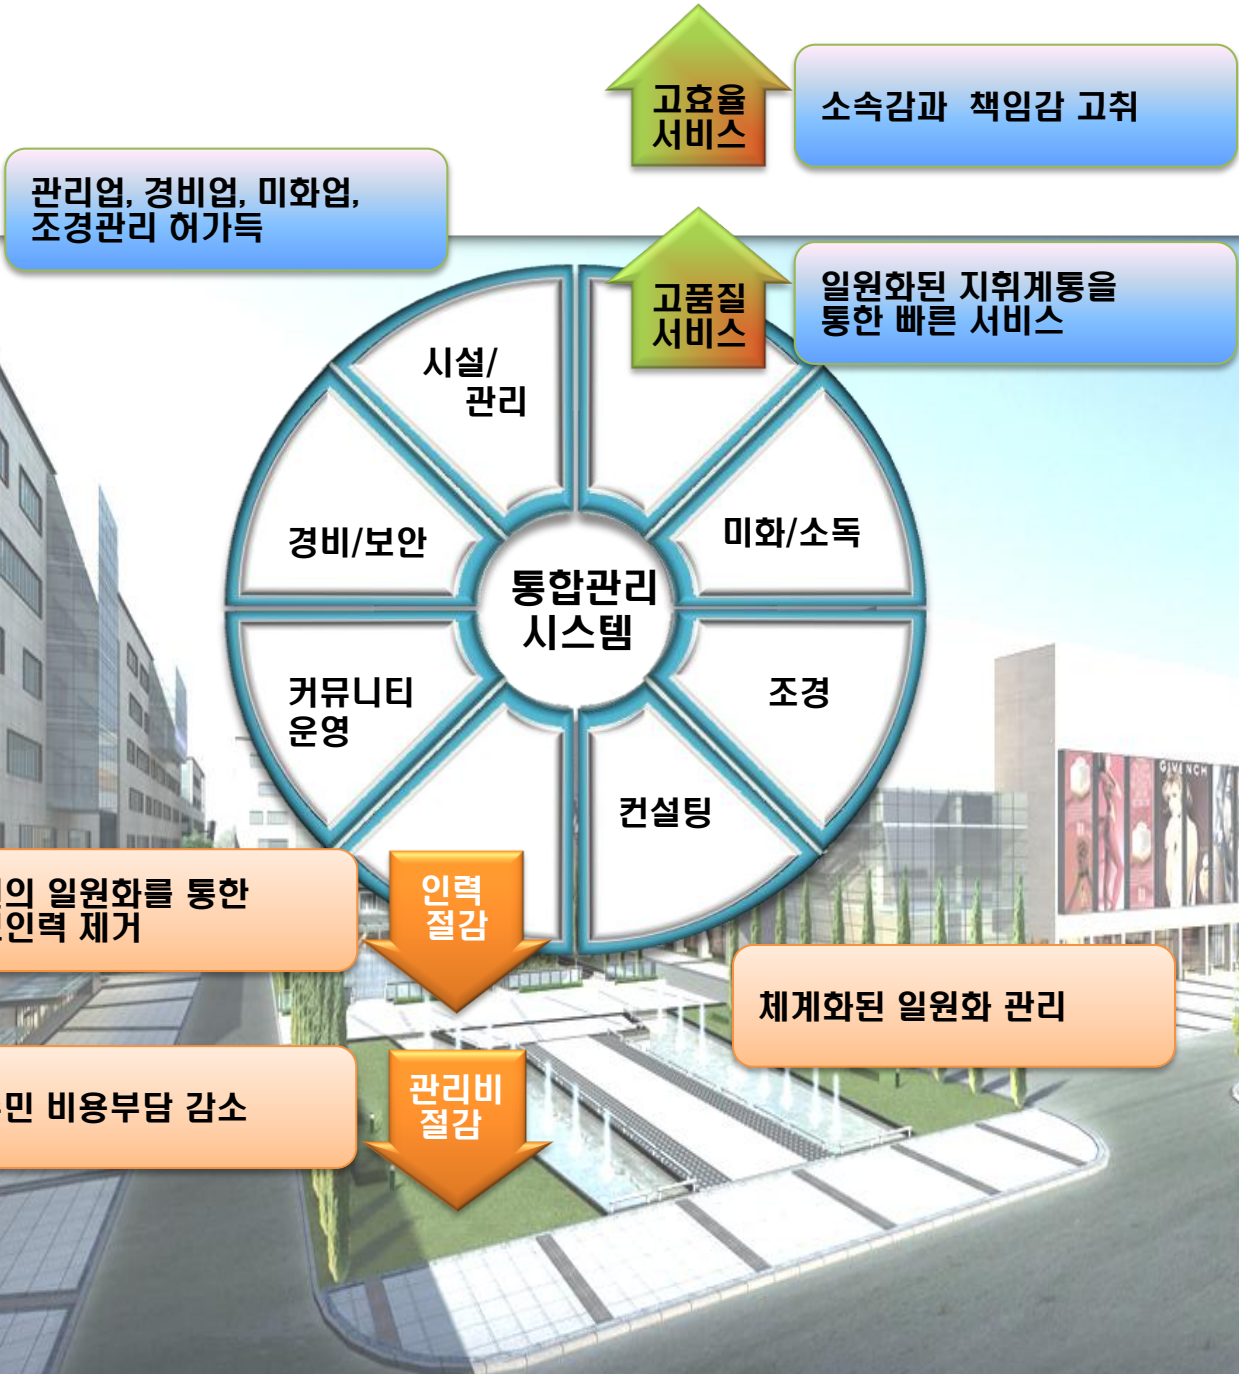 고효율
서비스
소속감과 책임감 고취
관리업, 경비업, 미화업,
조경관리 허가득
고품질
서비스
일원화된 지휘계통을
통한 빠른 서비스
시설/
관리
경비/보안
미화/소독
통합관리
시스템
커뮤니티
운영
조경
컨설팅
일원화를 통한
제거
인력
절감
체계화된 일원화 관리
비용부담 감소
관리비
절감
GIVENCH